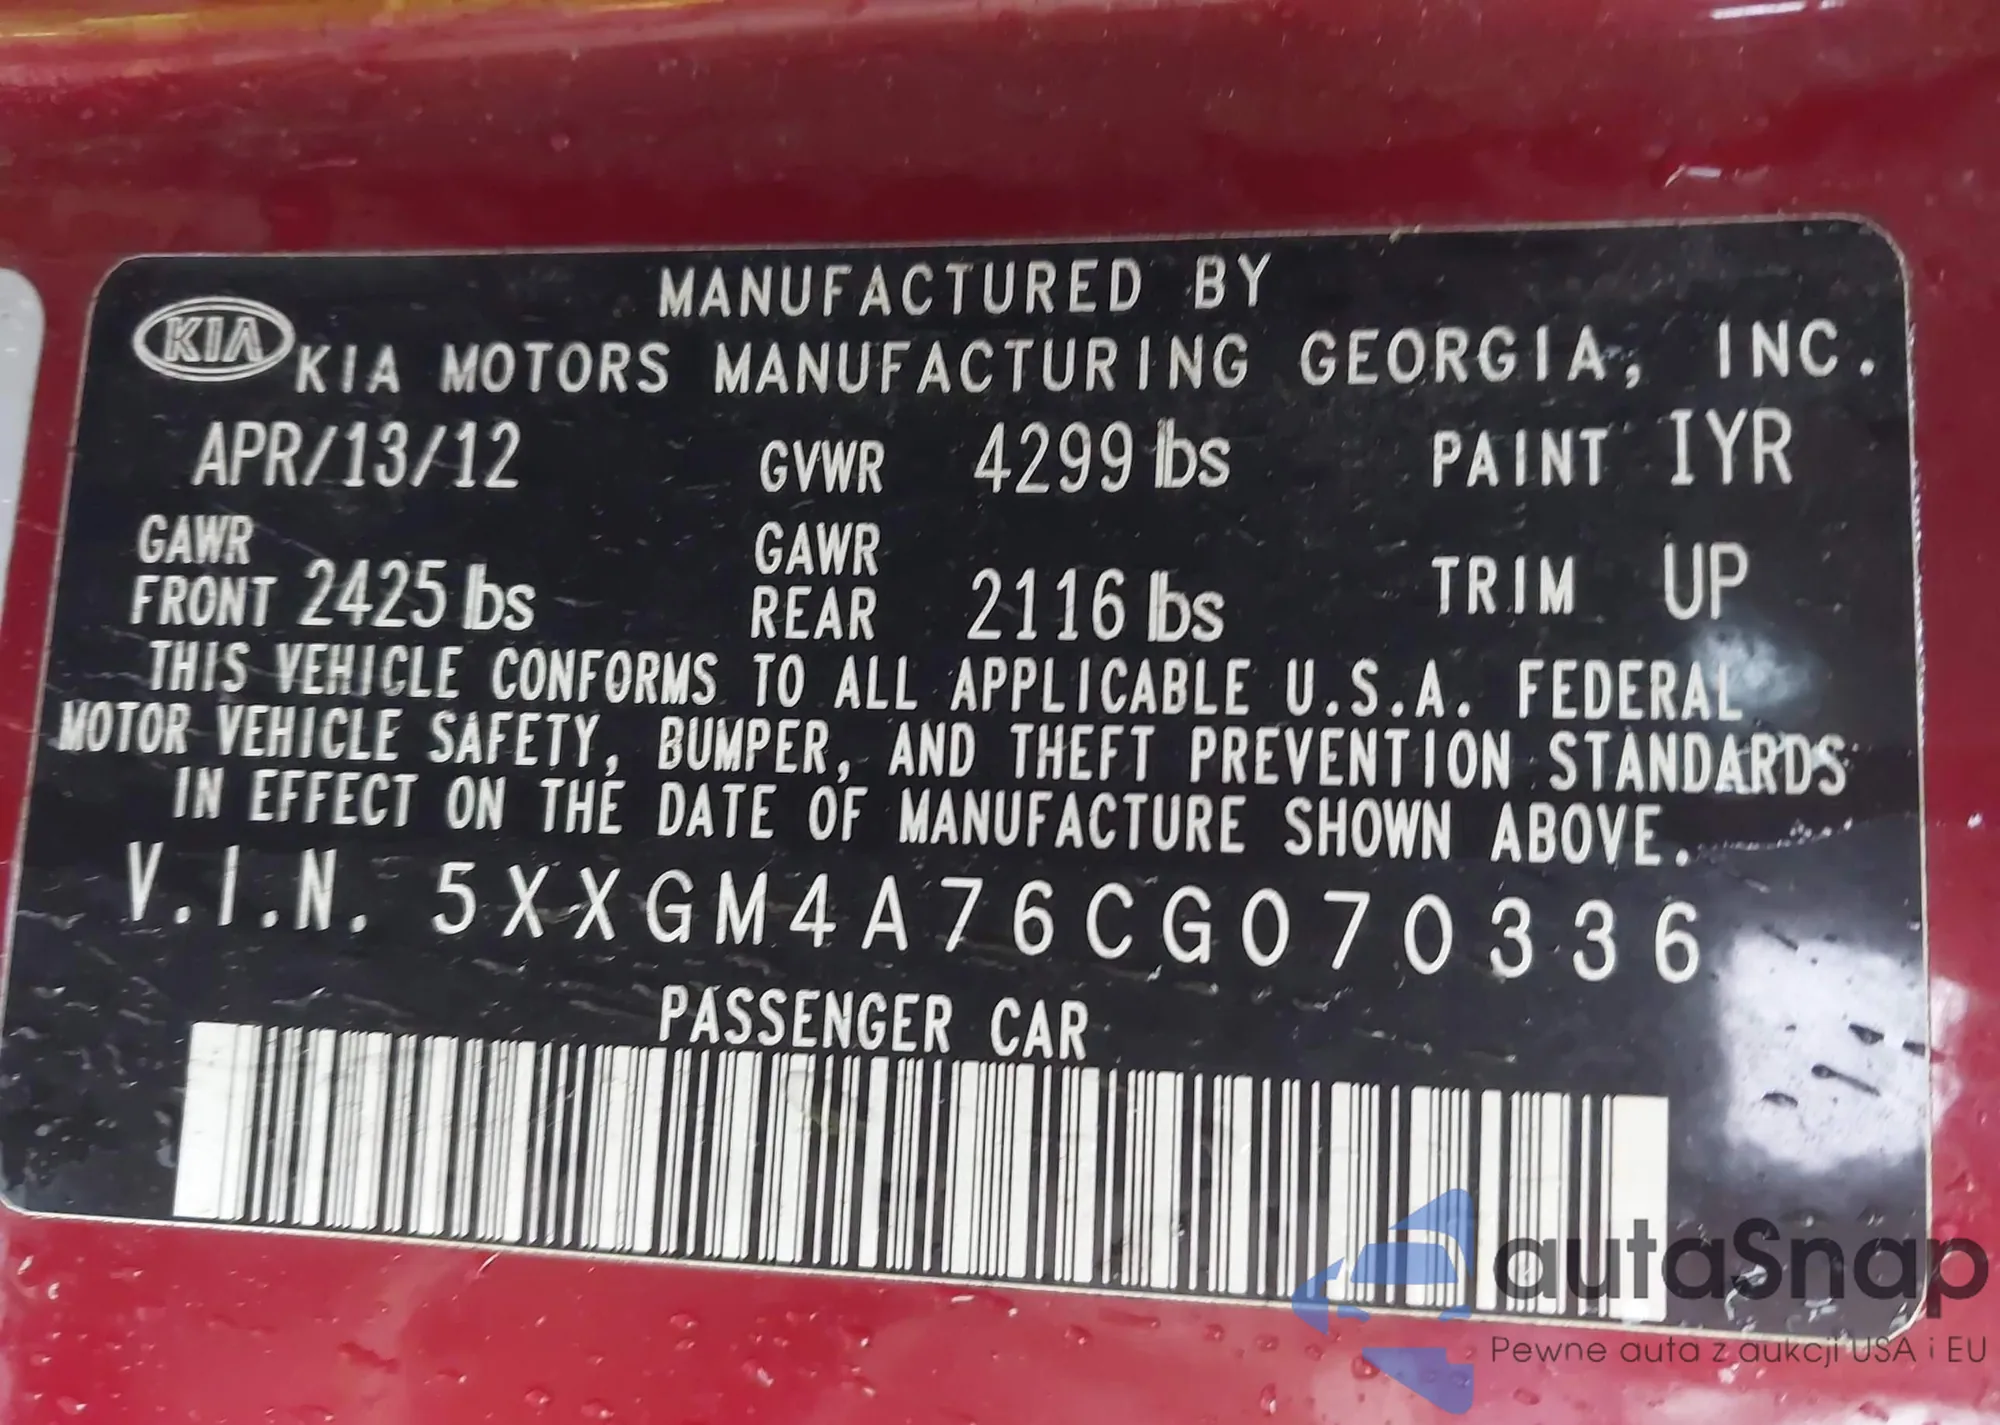 MANUFACTURED BY
KIA KIA MOTORS MANUFACTURING GEORGIA, INC.
APR/13/12 GVWR 4299 lbs PAINT IYR
GAWR FRONT 2425 lbs GAWR REAR 2116 lbs TRIM UP
THIS VEHICLE CONFORMS TO ALL APPLICABLE U.S.A. FEDERAL
MOTOR VEHICLE SAFETY, BUMPER, AND THEFT PREVENTION STANDARDS
IN EFFECT ON THE DATE OF MANUFACTURE SHOWN ABOVE.
V.I.N. 5XXGM4A76CG070336
PASSENGER CAR
autaSnap
Pewne auta z aukcji USA i EU